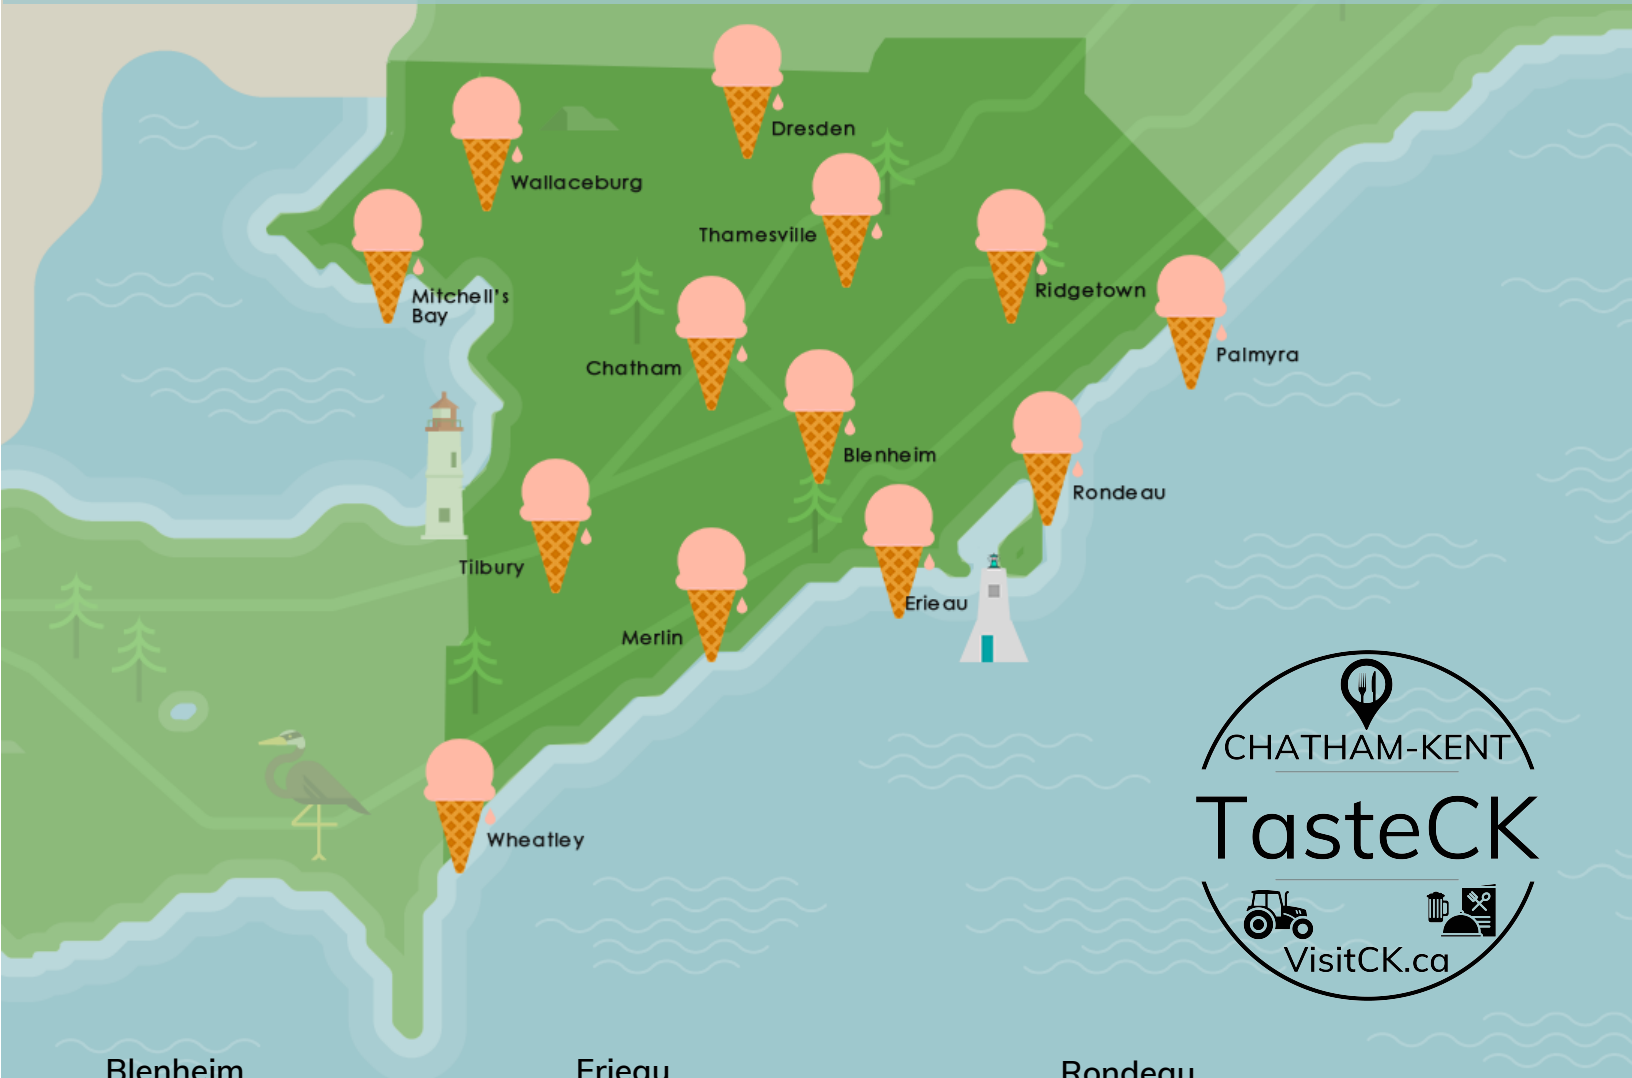 Dresden
Wallaceburg
Thamesville
Mitchell's
Bay
Ridgetown
Palmyra
Chatham
Blenheim
Rondeau
Tilbury
Erieau
Merlin
Wheatley
CHATHAM-KENT
TasteCK
VisitCK.ca
Blenheim
Erieau
Rondeau